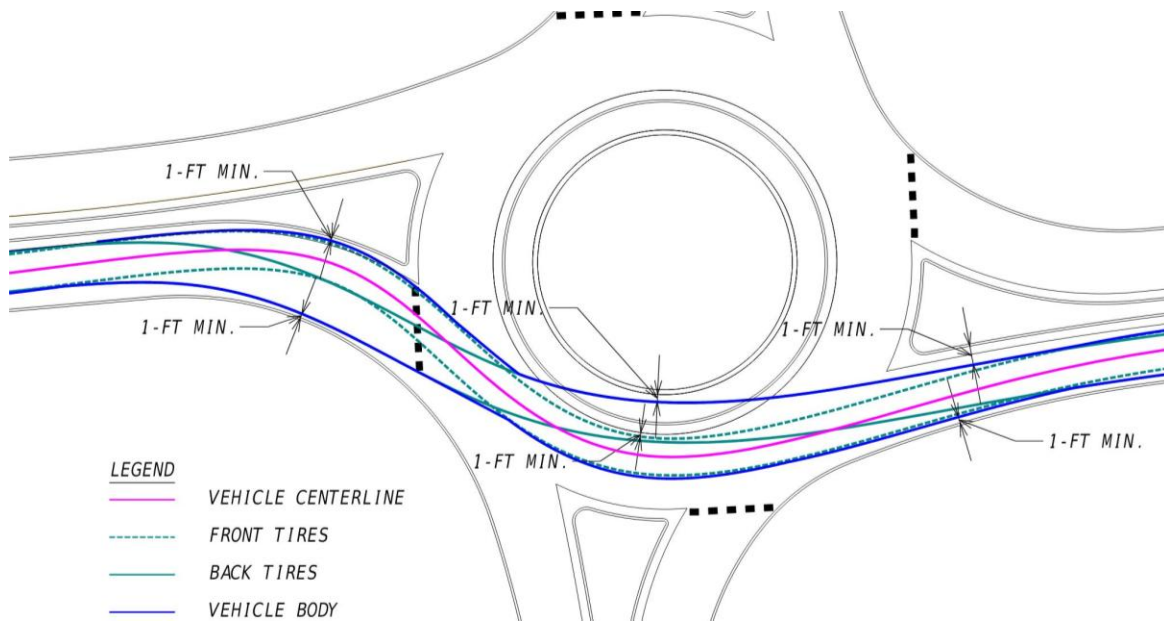 1-FT MIN.
1-FT MIN.
1-FT MIN.
1-FT MIN.
1-FT MIN.
1-FT MIN.
LEGEND
VEHICLE CENTERLINE
FRONT TIRES
BACK TIRES
VEHICLE BODY